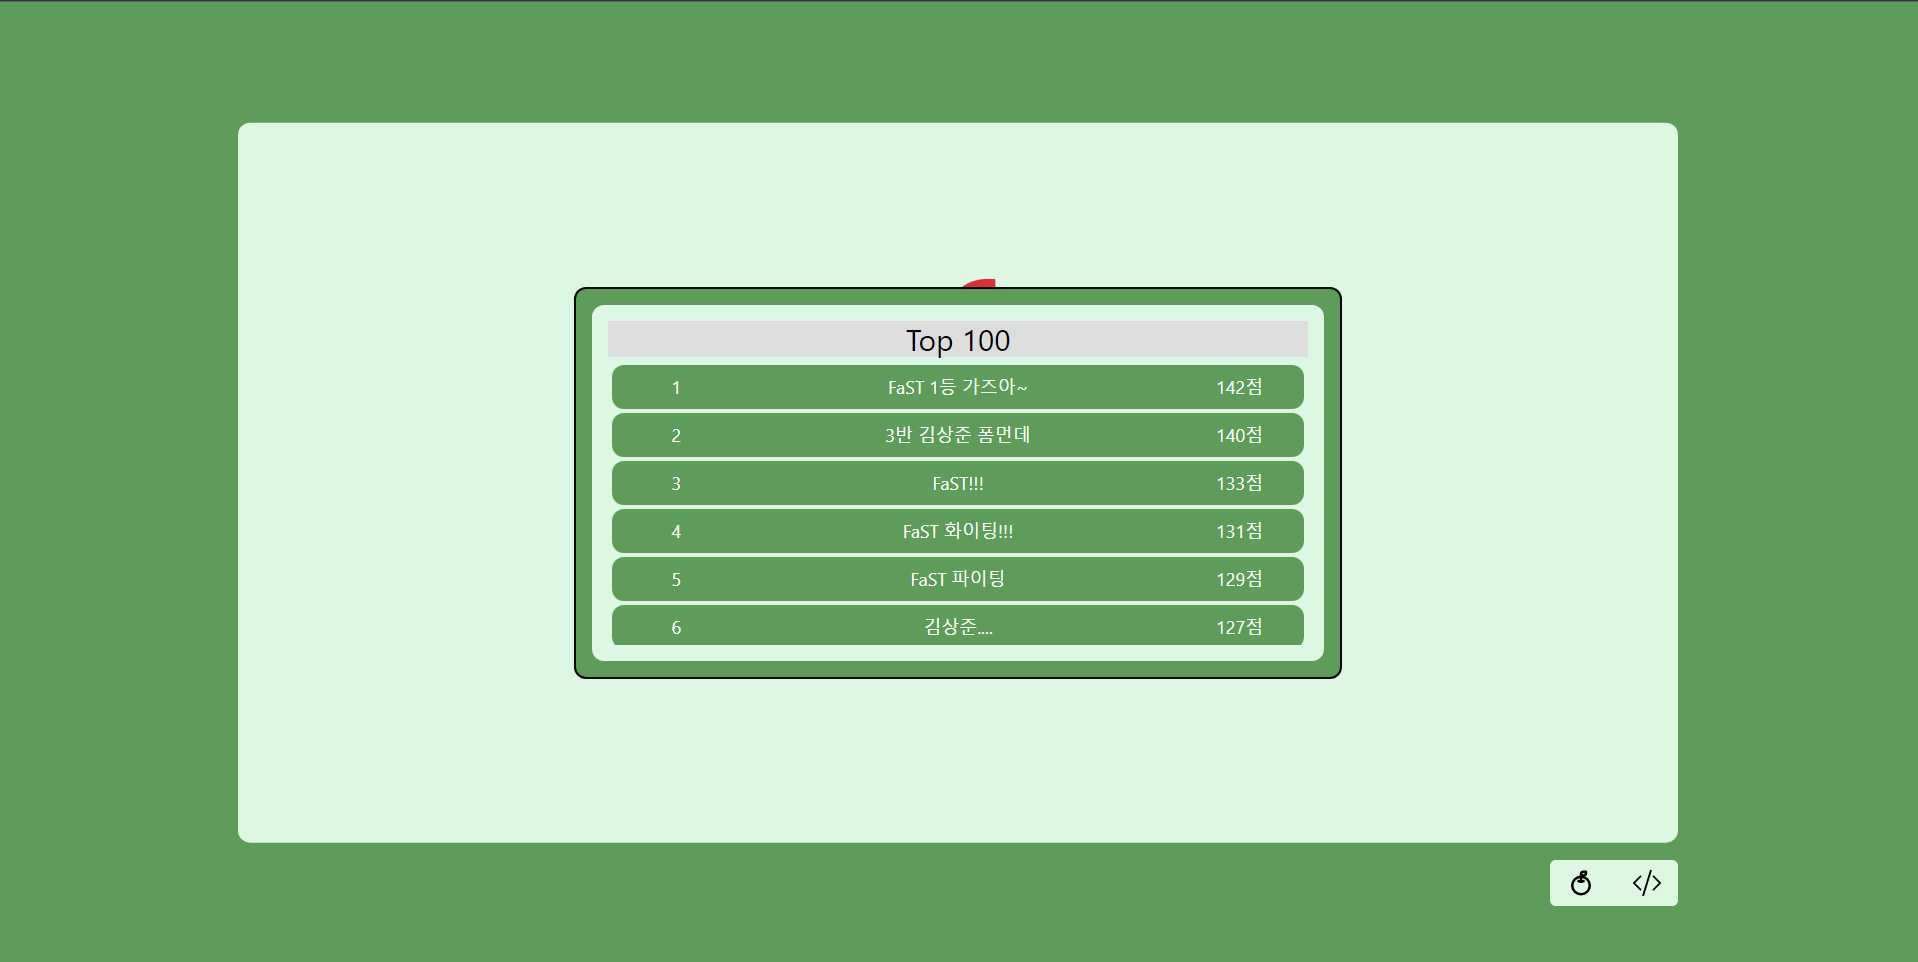 Top 100
1 FaST 1등 가즈아~ 142점
2 3반 김상준 폼면데 140점
3 FaST!!! 133점
4 FaST 화이팅!!! 131점
5 FaST 파이팅 129점
6 김상준.... 127점